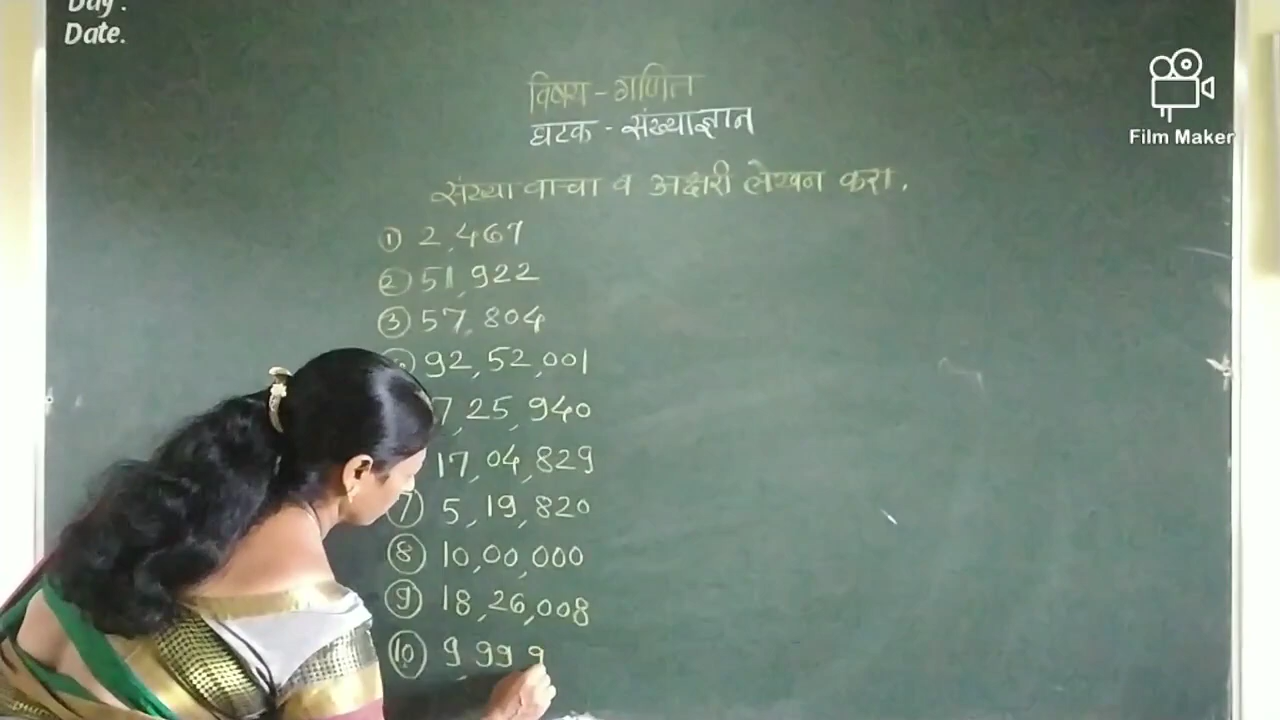 Day.
Date.
Film Maker
विषय - गणित
घटक - संख्याज्ञान
संख्या वाचा व अक्षरी लेखन करा.
① 2,467
② 51,922
③ 57,804
92,52,001
7,25,940
17,04,829
⑦ 5,19,820
⑧ 10,00,000
⑨ 18,26,008
⑩ 9,99 9